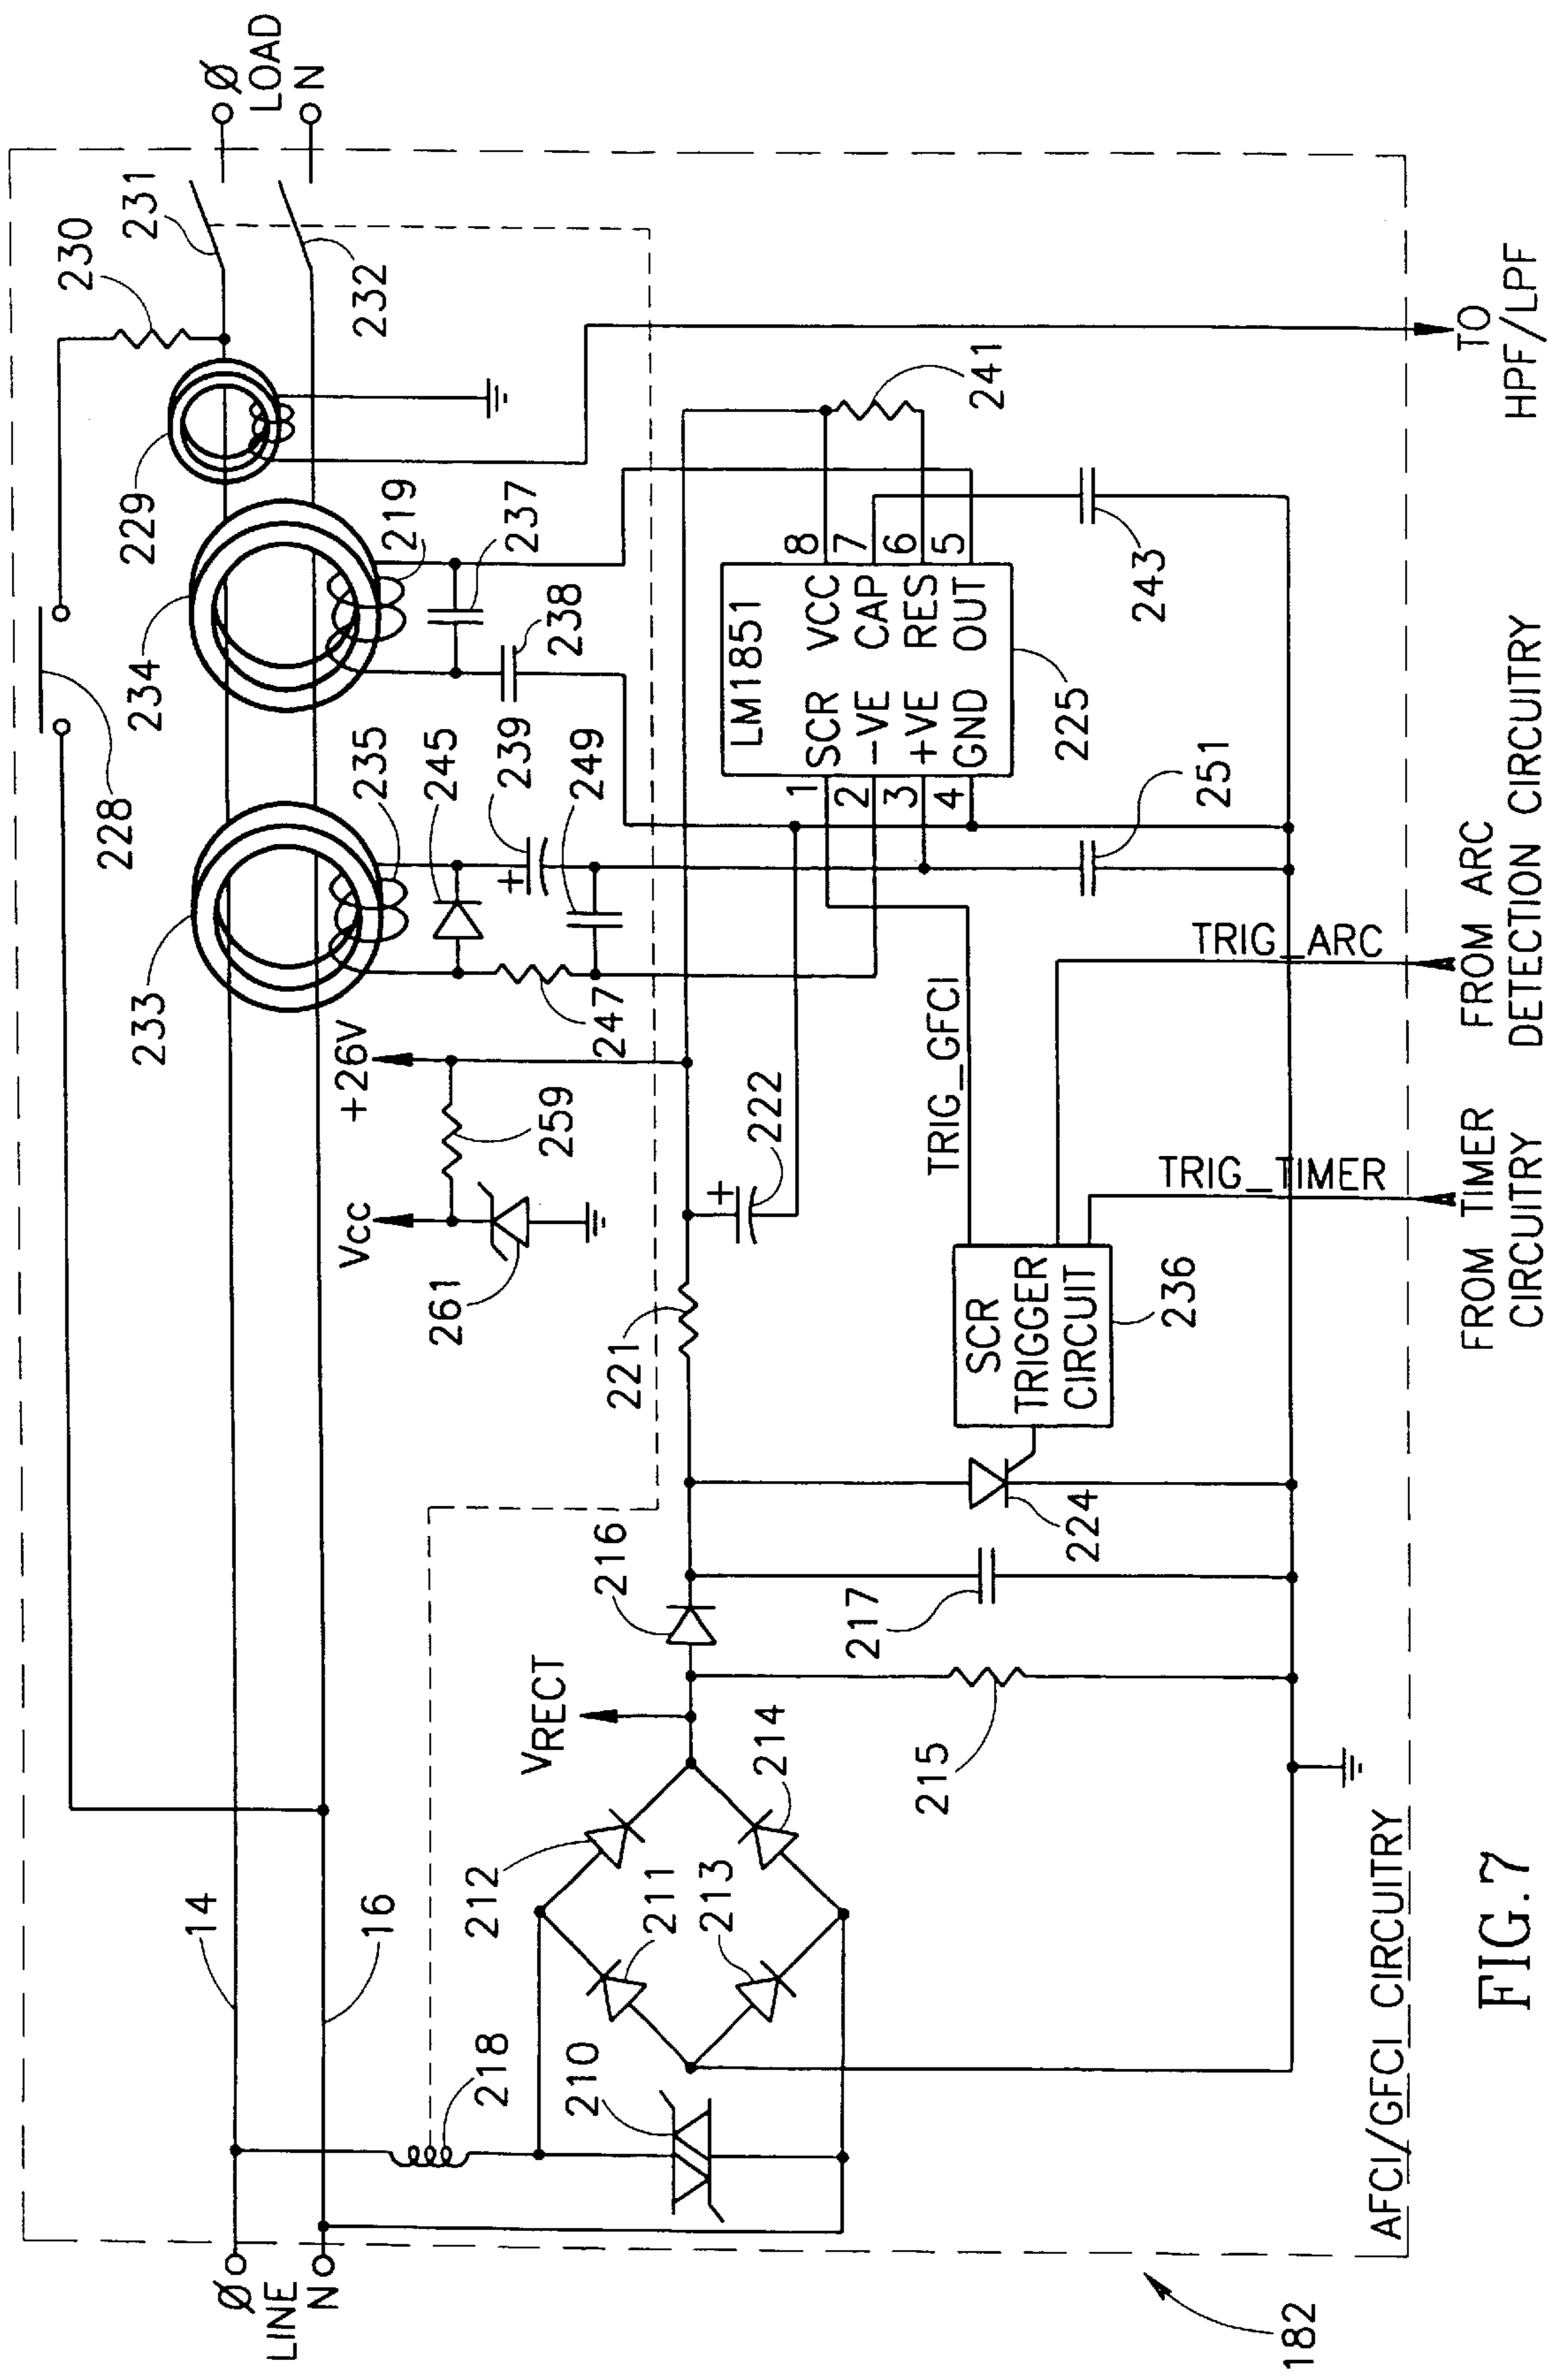 Ø
LINE
N
14
16
218
210
211
212
213
214
VRECT
215
216
217
224
221
222
SCR
TRIGGER
CIRCUIT
236
TRIG_GFCI
TRIG_ARC
TRIG_TIMER
FROM TIMER
CIRCUITRY
FROM ARC
DETECTION CIRCUITRY
Vcc
+26V
259
261
233
235
245
247
239
249
251
228
234
219
237
238
LM1851
SCR VCC
-VE CAP
+VE RES
GND OUT
1
2
3
4
8
7
6
5
225
241
243
229
230
231
232
Ø
LOAD
N
TO
HPF/LPF
AFCI/GFCI CIRCUITRY
182
FIG.7